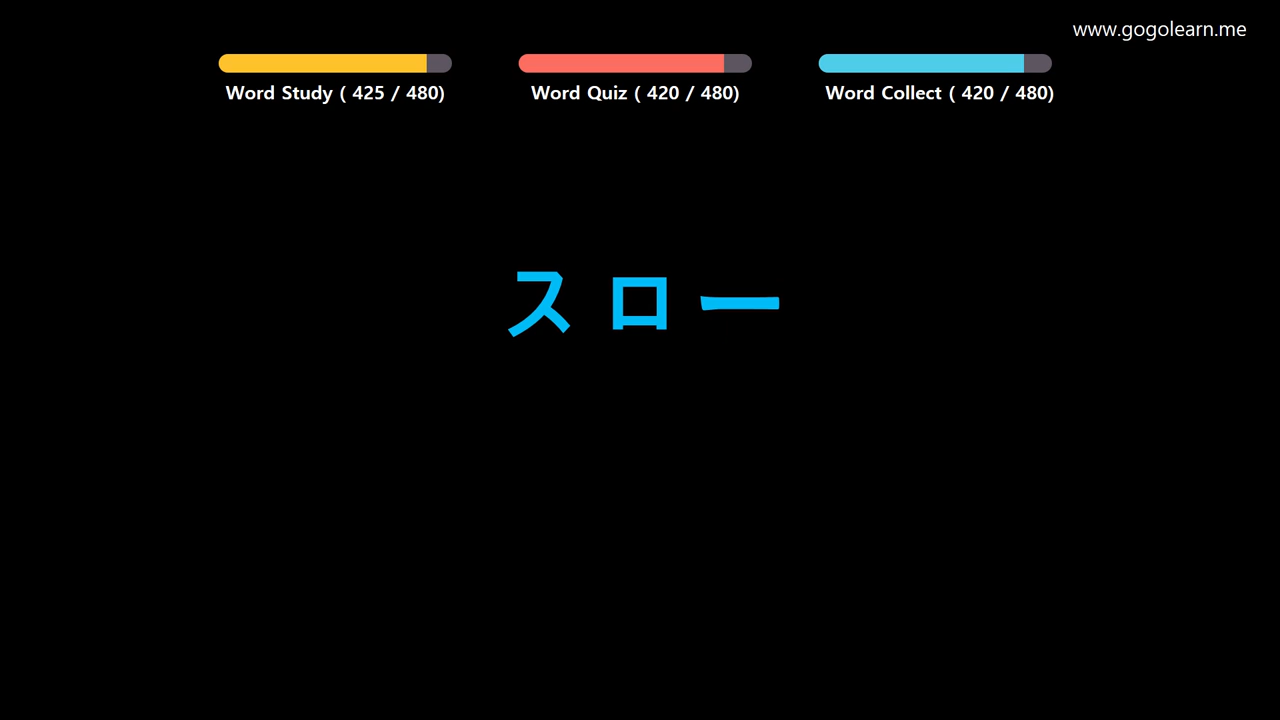 www.gogolearn.me
Word Study ( 425 / 480)
Word Quiz ( 420 / 480)
Word Collect ( 420 / 480)
スロー